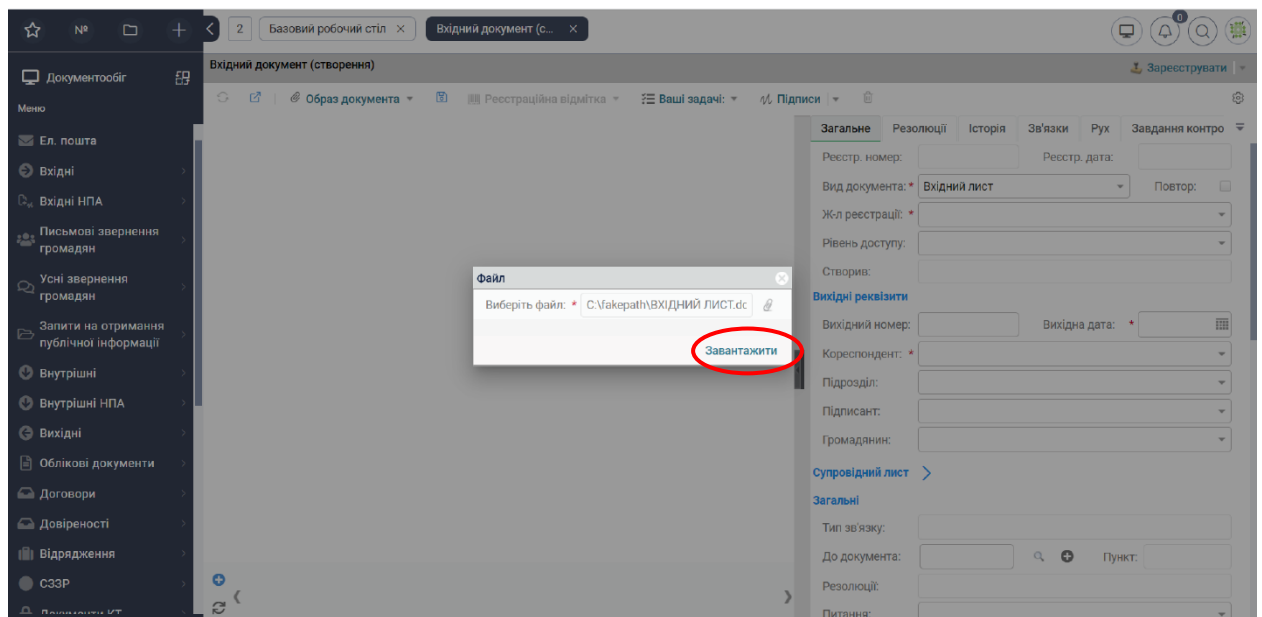 №
2
Базовий робочий стіл ×
Вхідний документ (с... ×
0
Документообіг
Меню
Ел. пошта
Вхідні
Вхідні НПА
Письмові звернення
громадян
Усні звернення
громадян
Запити на отримання
публічної інформації
Внутрішні
Внутрішні НПА
Вихідні
Облікові документи
Договори
Довіреності
Відрядження
СЗЗР
Документи КТ
Вхідний документ (створення)
Зареєструвати
Образ документа
Реєстраційна відмітка
Ваші задачі:
Підписи
Загальне Резолюції Історія Зв'язки Рух Завдання контро
Реєстр. номер: Реєстр. дата:
Вид документа: * Вхідний лист Повтор:
Ж-л реєстрації: *
Рівень доступу:
Створив:
Вихідні реквізити
Вихідний номер: Вихідна дата: *
Кореспондент: *
Підрозділ:
Підписант:
Громадянин:
Супровідний лист
Загальні
Тип зв'язку:
До документа: Пункт:
Резолюції:
Питання:
Файл
Виберіть файл: * C:\fakepath\ВХІДНИЙ ЛИСТ.dc
Завантажити